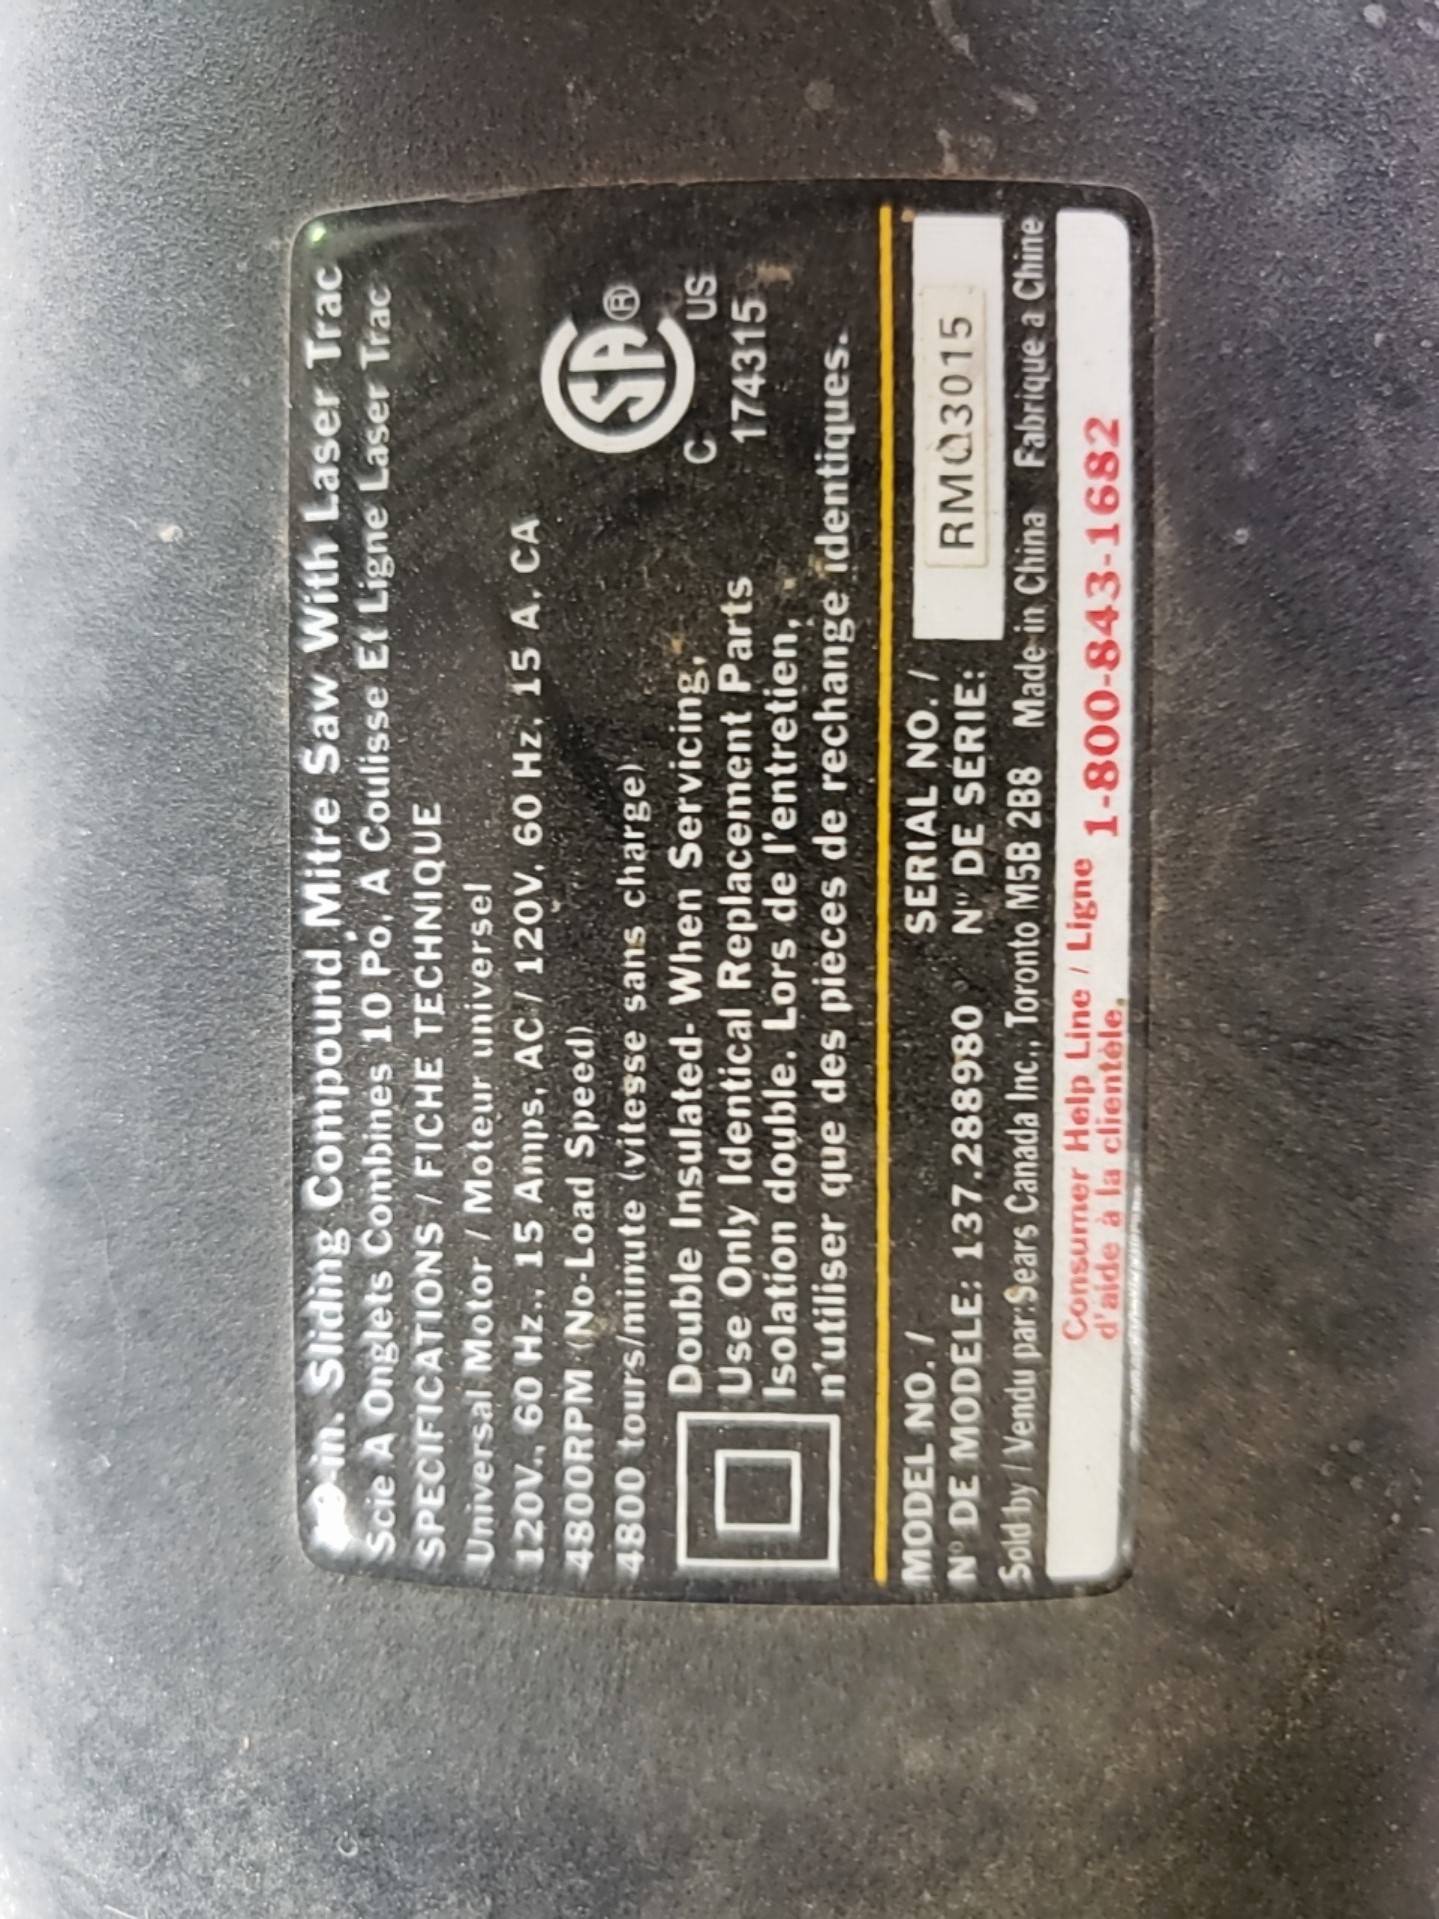 -in. Sliding Compound Mitre Saw With Laser Trac
Scie A Onglets Combines 10 Po. A Coulisse Et Ligne Laser Trac
SPECIFICATIONS / FICHE TECHNIQUE
Universal Motor / Moteur universel
120V., 60 Hz., 15 Amps, AC / 120V, 60 Hz, 15 A, CA
4800RPM (No-Load Speed)
4800 tours/minute (vitesse sans charge)
SA®
C US
174315
Double Insulated- When Servicing,
Use Only Identical Replacement Parts
Isolation double. Lors de l'entretien,
n'utiliser que des pièces de rechange identiques.
MODEL NO. /
N° DE MODELE: 137.288980
SERIAL NO. /
N° DE SÉRIE:
3015
Sold by / Vendu par:Sears Canada Inc., Toronto M5B 2B8 Made in China Fabrique a Chine
Consumer Help Line / Ligne
d'aide à la clientèle.
1-800-843-1682